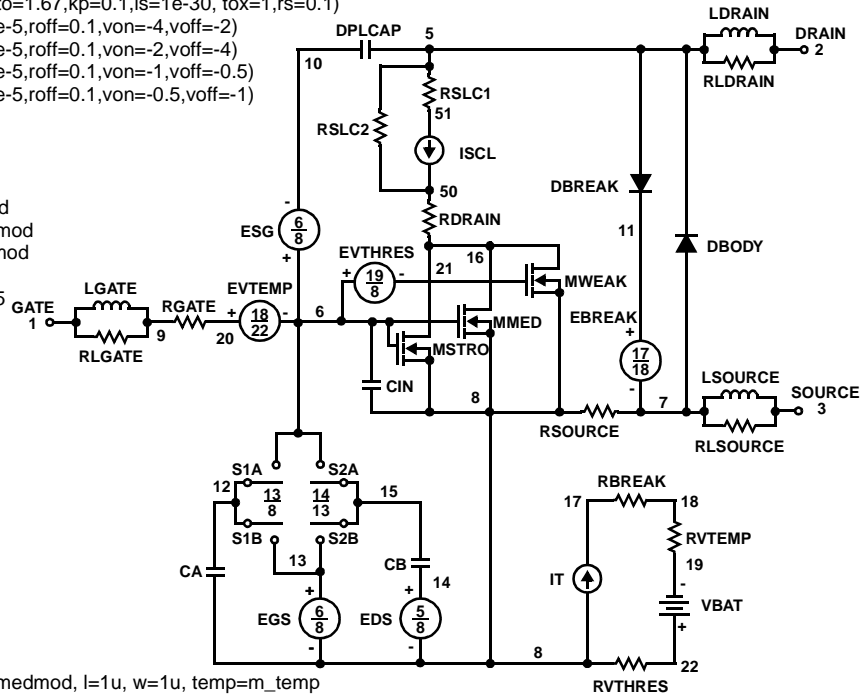 to=1.67,kp=0.1,is=1e-30, tox=1,rs=0.1)
e-5,roff=0.1,von=-4,voff=-2)
e-5,roff=0.1,von=-2,voff=-4)
e-5,roff=0.1,von=-1,voff=-0.5)
e-5,roff=0.1,von=-0.5,voff=-1)
d
mod
mod
5
LDRAIN
DPLCAP
5
DRAIN
2
10
RLDRAIN
RSLC1
51
RSLC2
ISCL
50
DBREAK
RDRAIN
-
ESG
6
8
+
11
DBODY
EVTHRES
16
+
19
8
-
21
MWEAK
LGATE
EVTEMP
GATE
1
RGATE
+
18
22
-
6
MMED
EBREAK
+
9
20
MSTRO
17
18
-
RLGATE
CIN
8
LSOURCE
7
SOURCE
3
RSOURCE
RLSOURCE
S1A
S2A
12
13
8
14
13
15
S1B
S2B
RBREAK
17
18
RVTEMP
13
CA
CB
14
19
IT
-
VBAT
+
+
EGS
6
8
-
+
EDS
5
8
-
8
22
RVTHRES
medmod, l=1u, w=1u, temp=m_temp